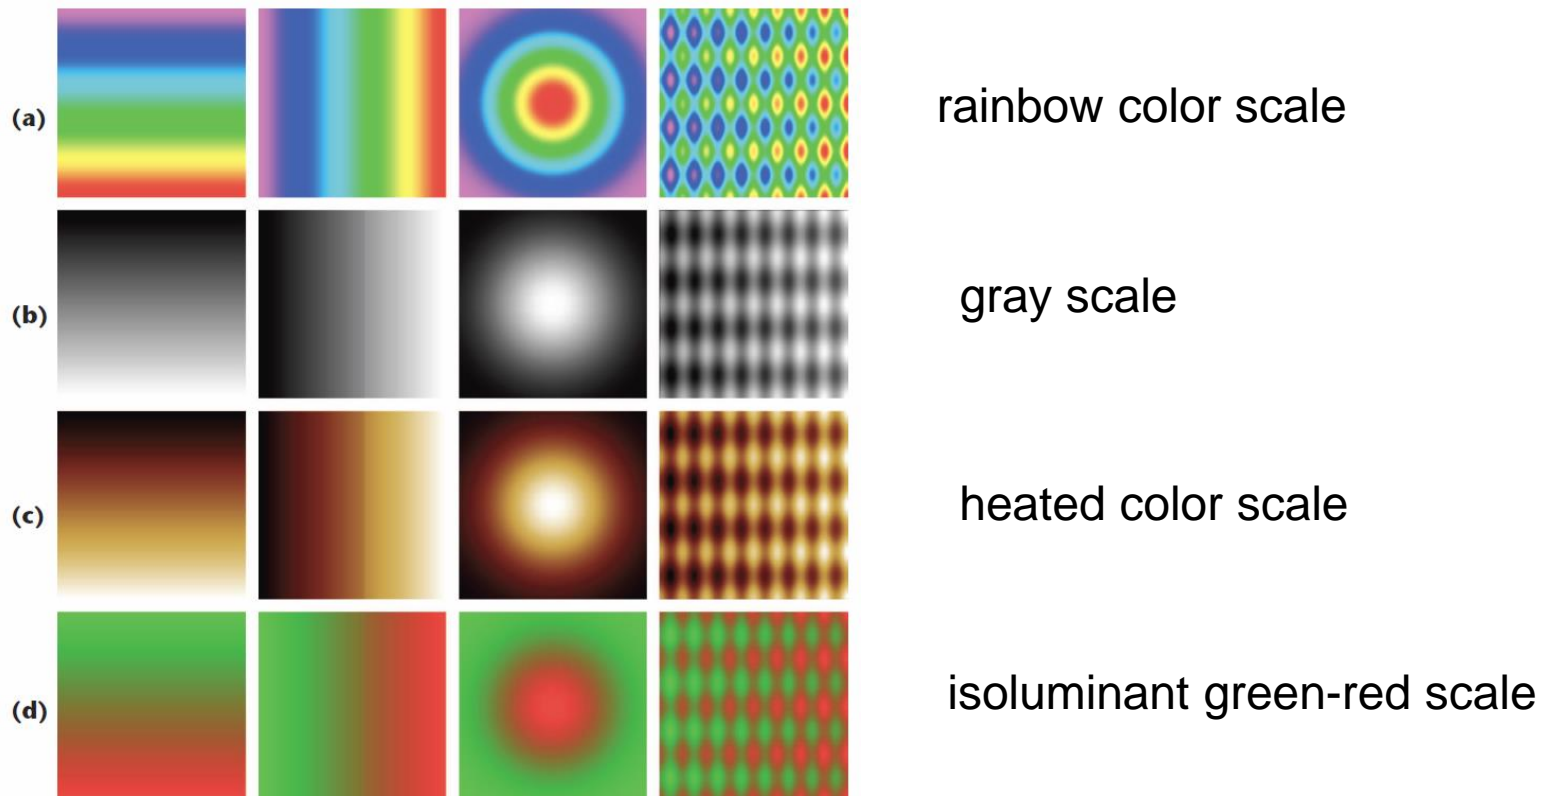 (a) rainbow color scale
(b) gray scale
(c) heated color scale
(d) isoluminant green-red scale